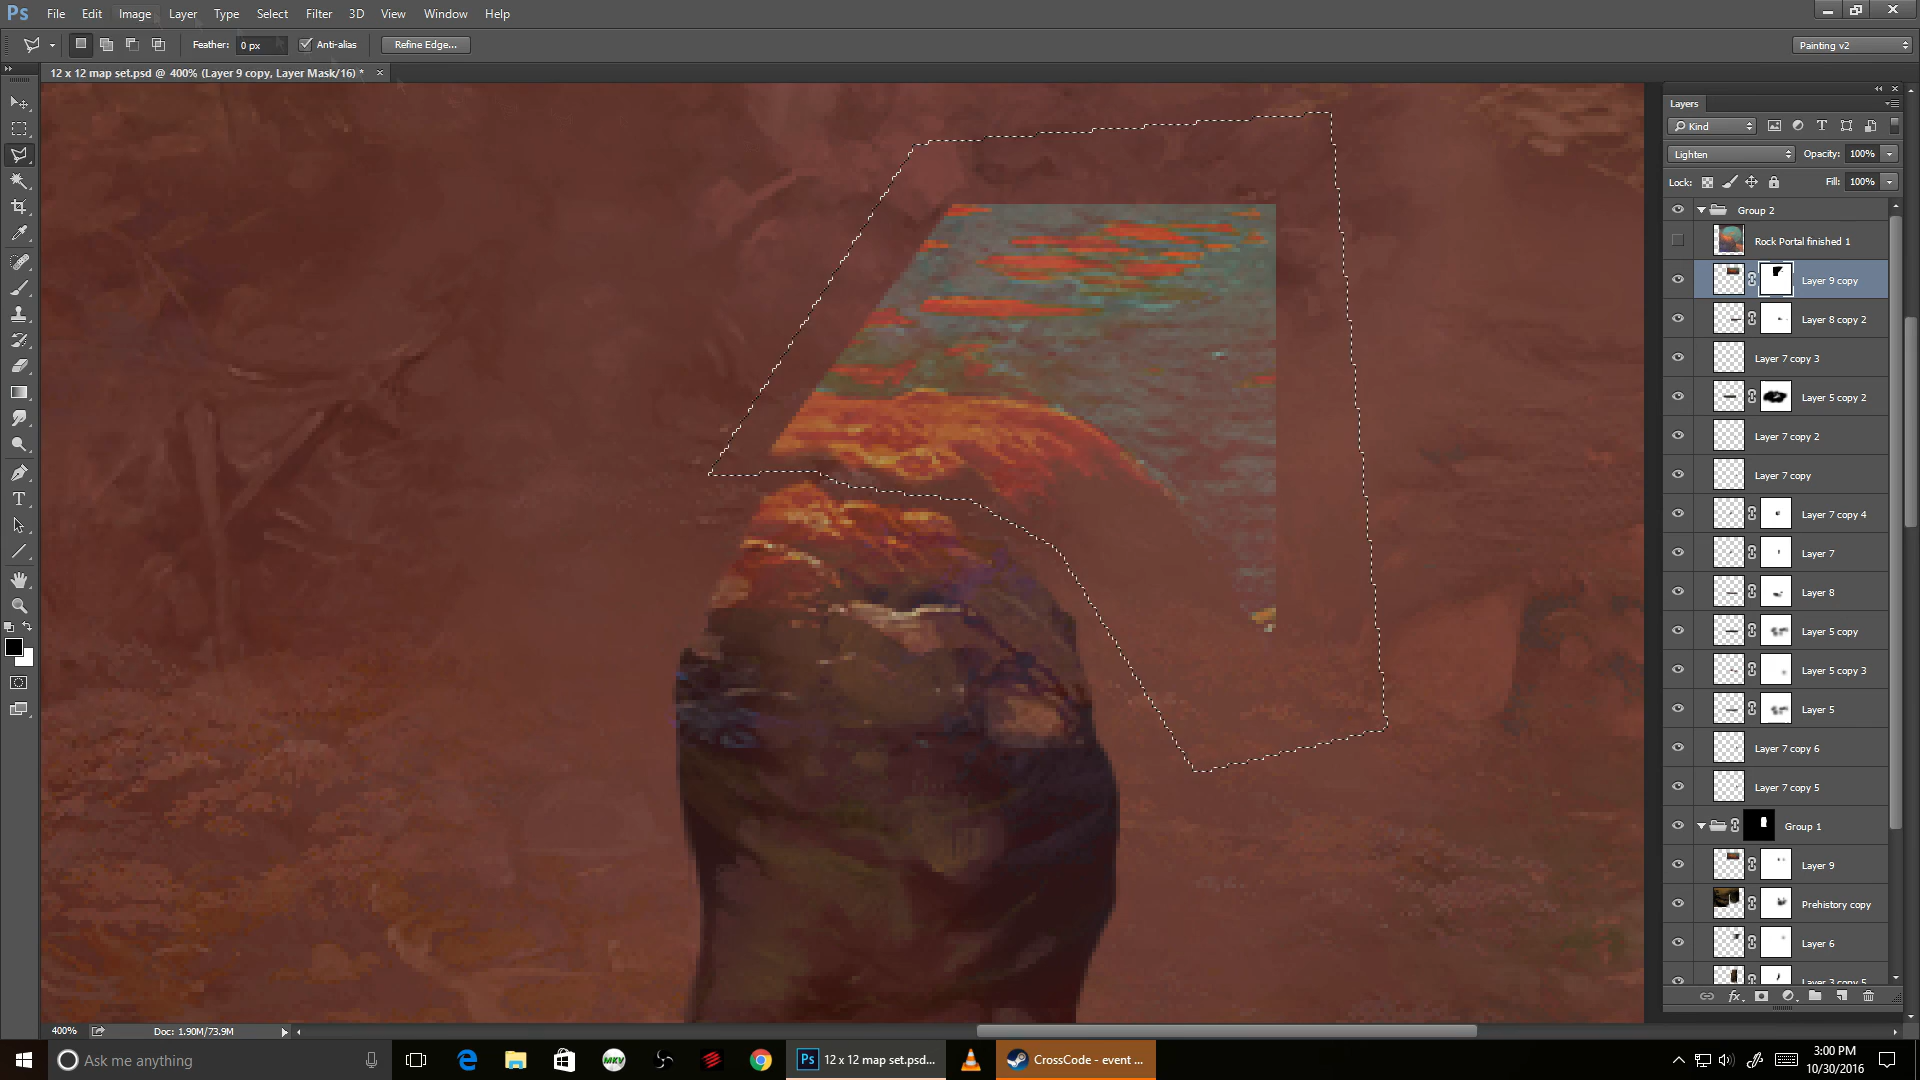 Ps File Edit Image Layer Type Select Filter 3D View Window Help
Feather: 0 px Anti-alias Refine Edge... Painting v2
12 x 12 map set.psd @ 400% (Layer 9 copy, Layer Mask/16) * ×
Layers
Kind
Lighten Opacity: 100%
Lock: Fill: 100%
Group 2
Rock Portal finished 1
Layer 9 copy
Layer 8 copy 2
Layer 7 copy 3
Layer 5 copy 2
Layer 7 copy 2
Layer 7 copy
Layer 7 copy 4
Layer 7
Layer 8
Layer 5 copy
Layer 5 copy 3
Layer 5
Layer 7 copy 6
Layer 7 copy 5
Group 1
Layer 9
Prehistory copy
Layer 6
Layer 3 copy 5
400% Doc: 1.90M/73.9M
Ask me anything MKV Ps 12 x 12 map set.psd... CrossCode - event ... 3:00 PM
10/30/2016